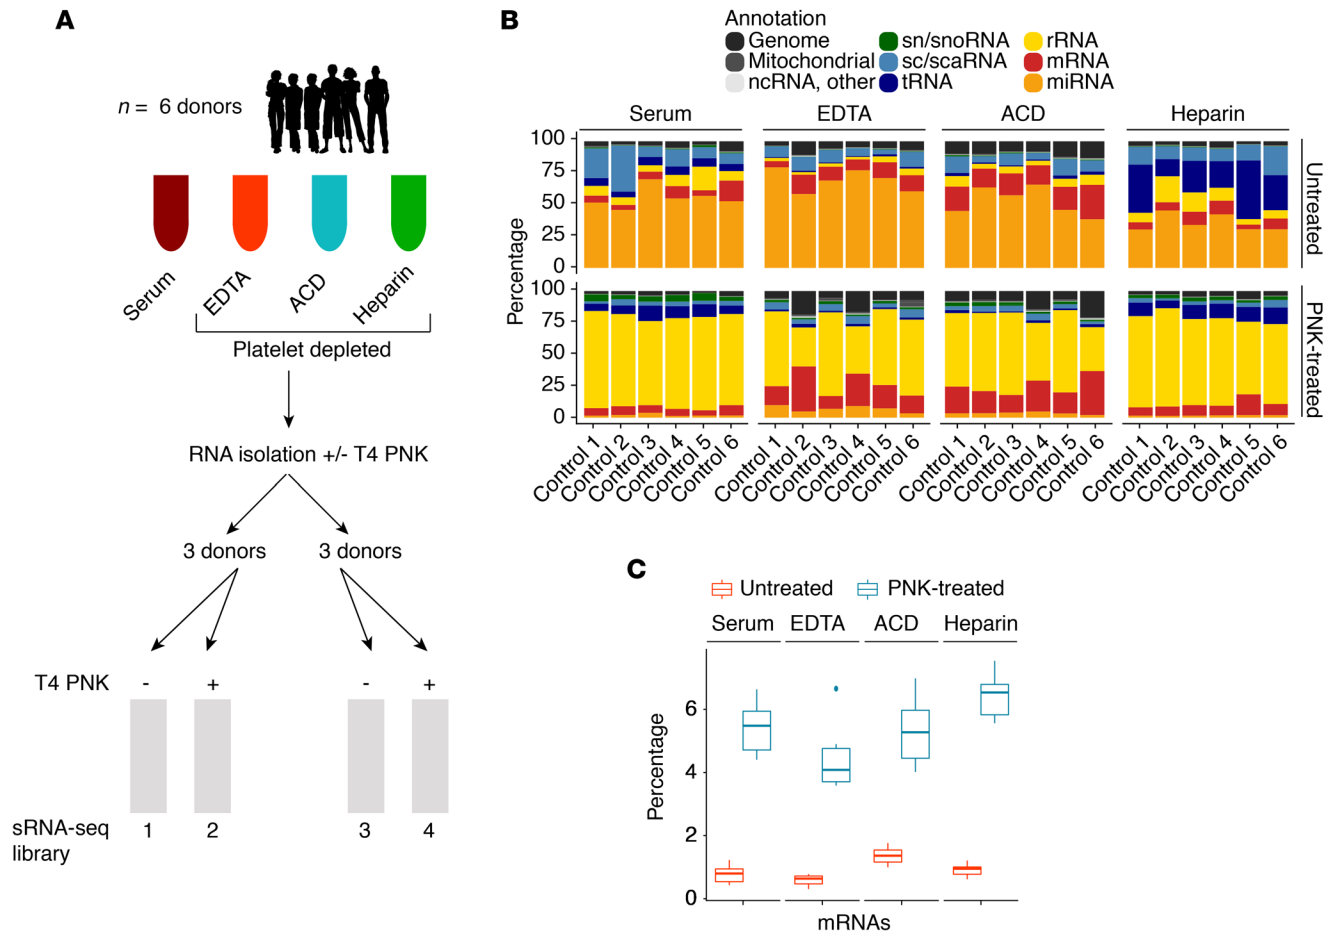 A
n = 6 donors
Serum
EDTA
ACD
Heparin
Platelet depleted
RNA isolation +/- T4 PNK
3 donors
3 donors
T4 PNK - + - +
sRNA-seq library 1 2 3 4
B
Annotation
Genome sn/snoRNA rRNA
Mitochondrial sc/scaRNA mRNA
ncRNA, other tRNA miRNA
Serum EDTA ACD Heparin
Percentage
100
75
50
25
0
Untreated
100
75
50
25
0
PNK-treated
Control 1 Control 2 Control 3 Control 4 Control 5 Control 6
Control 1 Control 2 Control 3 Control 4 Control 5 Control 6
Control 1 Control 2 Control 3 Control 4 Control 5 Control 6
Control 1 Control 2 Control 3 Control 4 Control 5 Control 6
C
Untreated PNK-treated
Serum EDTA ACD Heparin
Percentage
6
4
2
0
mRNAs